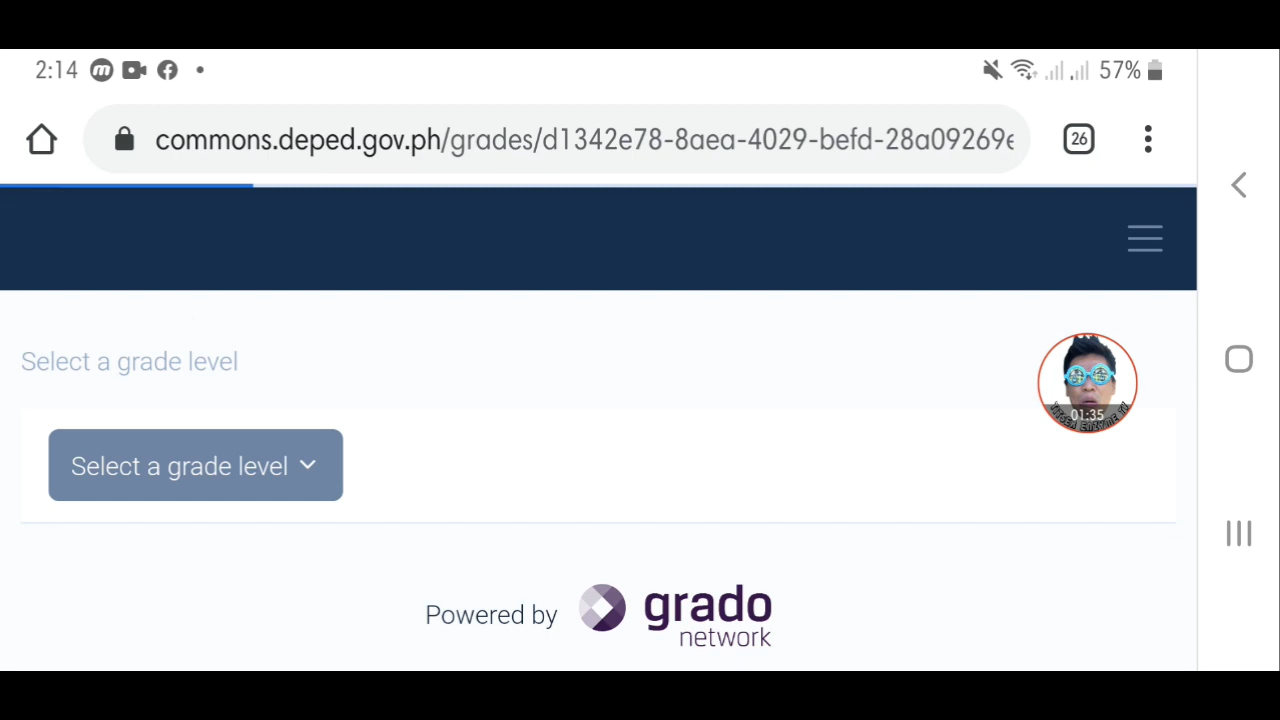 2:14
57%
commons.deped.gov.ph/grades/d1342e78-8aea-4029-befd-28a09269e
26
Select a grade level
01:35
Select a grade level
Powered by
grado
network